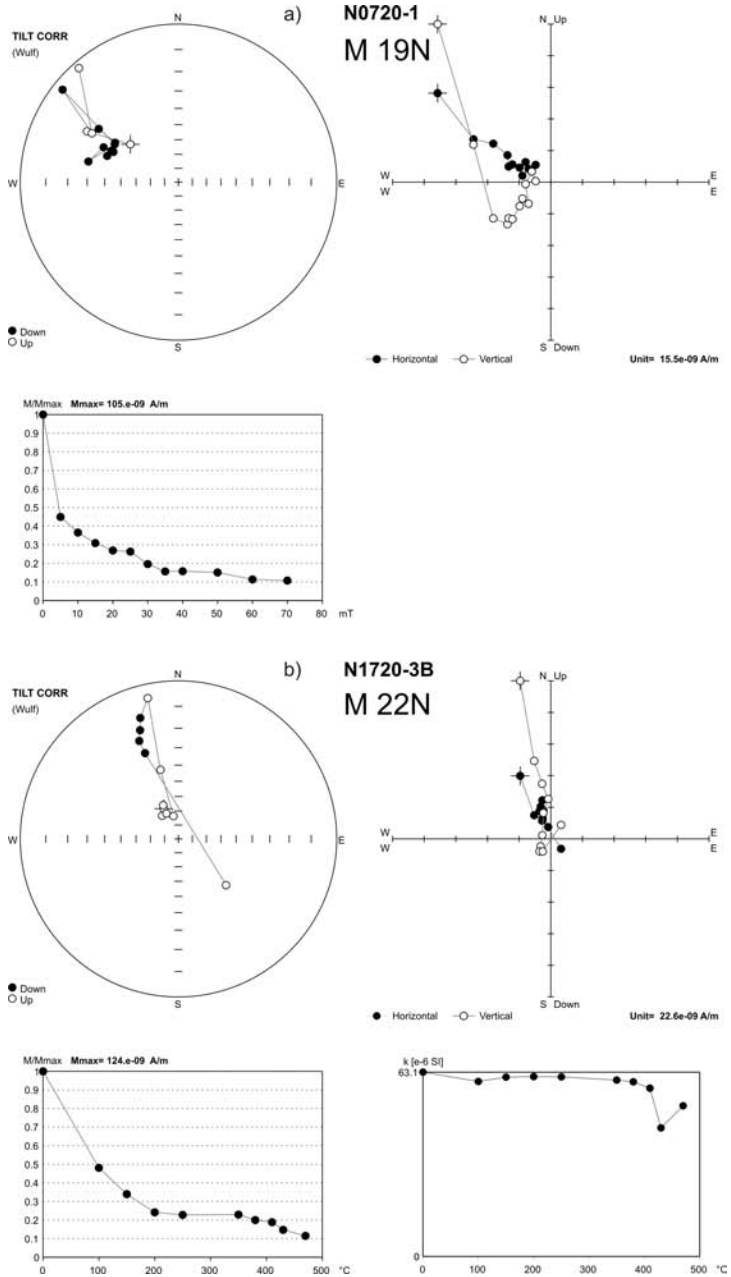 a)
N0720-1
M 19N
TILT CORR
(Wulf)
N
W
E
S
Down
Up
N Up
W
W
E
E
S Down
Horizontal
Vertical
Unit= 15.5e-09 A/m
M/Mmax Mmax= 105.e-09 A/m
1
0.9
0.8
0.7
0.6
0.5
0.4
0.3
0.2
0.1
0
0 10 20 30 40 50 60 70 80 mT
b)
N1720-3B
M 22N
TILT CORR
(Wulf)
N
W
E
S
Down
Up
N Up
W
W
E
E
S Down
Horizontal
Vertical
Unit= 22.6e-09 A/m
M/Mmax Mmax= 124.e-09 A/m
1
0.9
0.8
0.7
0.6
0.5
0.4
0.3
0.2
0.1
0
0 100 200 300 400 500 °C
k [e-6 SI]
63.1
0
0 100 200 300 400 500 °C